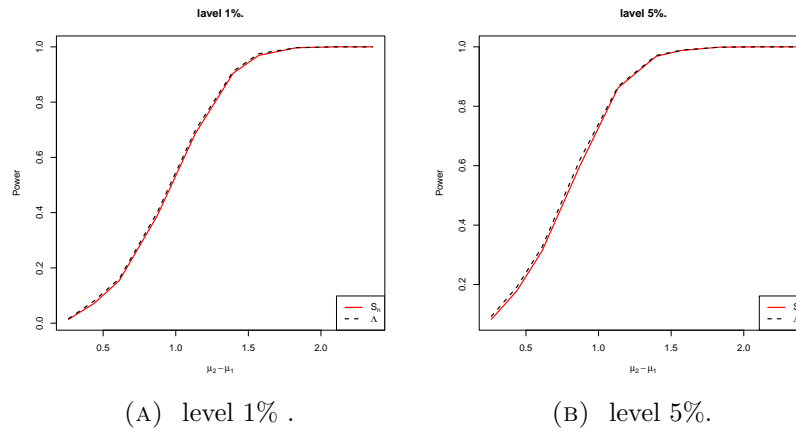 lavel 1%.
Power
1.0
0.8
0.6
0.4
0.2
0.0
Sₙ
Λ
0.5 1.0 1.5 2.0
μ₂ − μ₁
lavel 5%.
Power
1.0
0.8
0.6
0.4
0.2
S
Λ
0.5 1.0 1.5 2.0
μ₂ − μ₁
(A) level 1% .
(B) level 5%.